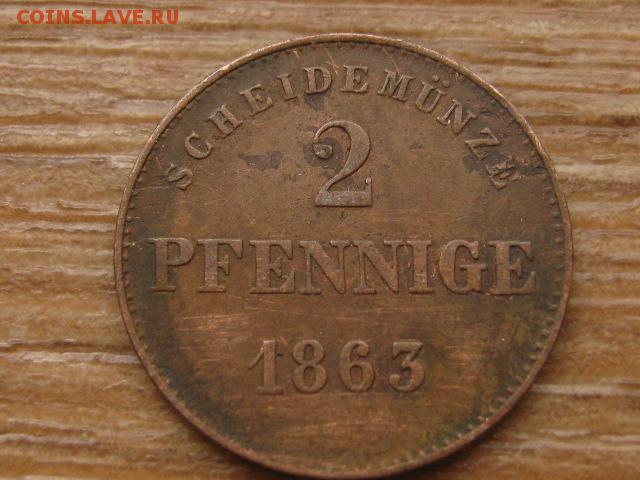 COINS.LAVE.RU
SCHEIDEMÜNZE
2
PFENNIGE
1863